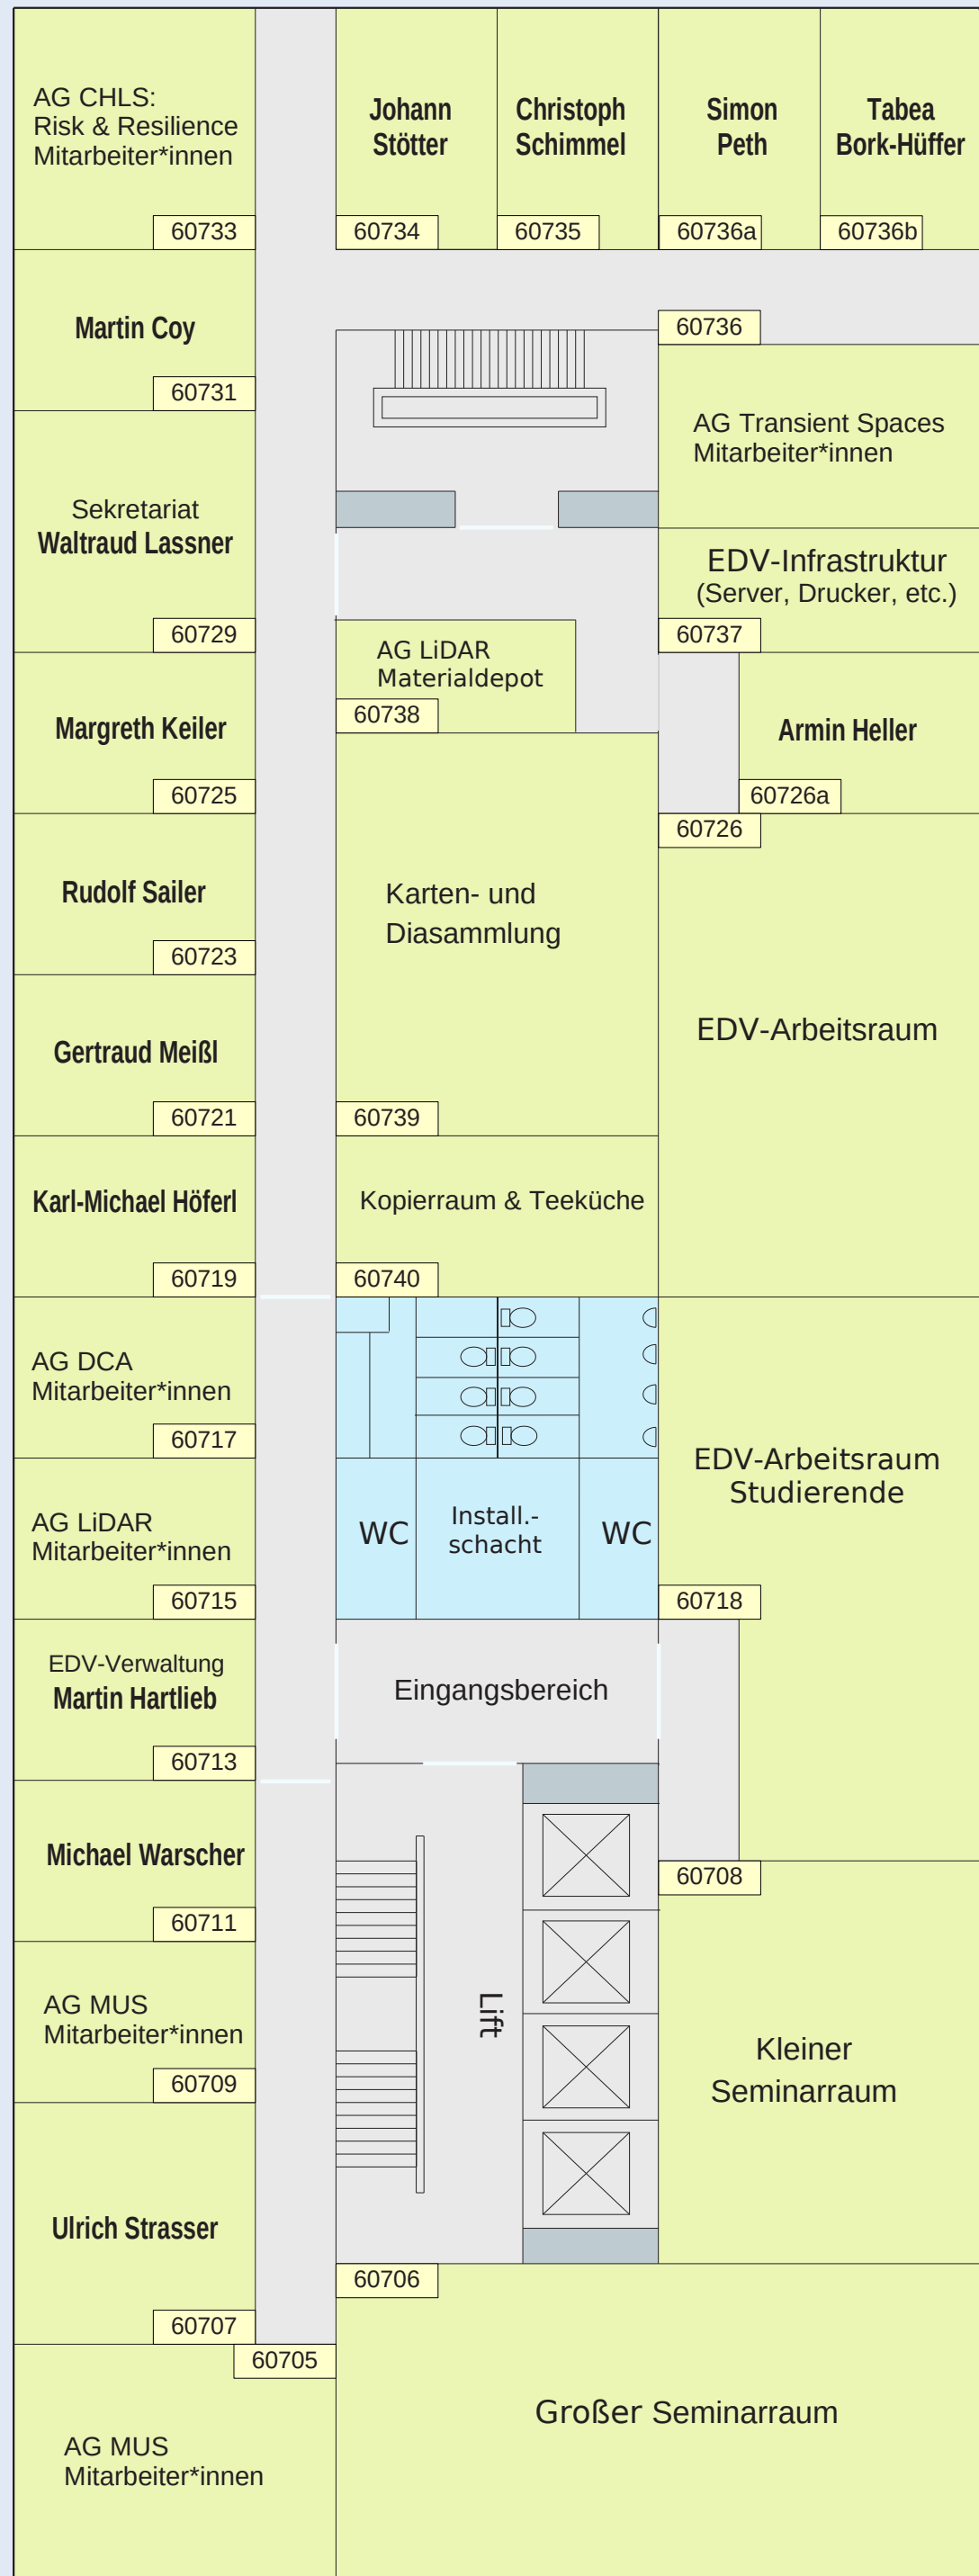 AG CHLS:
Risk & Resilience
Mitarbeiter*innen
60733
Johann
Stötter
60734
Christoph
Schimmel
60735
Simon
Peth
60736a
Tabea
Bork-Hüffer
60736b
Martin Coy
60731
60736
AG Transient Spaces
Mitarbeiter*innen
Sekretariat
Waltraud Lassner
60729
EDV-Infrastruktur
(Server, Drucker, etc.)
60737
AG LiDAR
Materialdepot
60738
Margreth Keiler
60725
Armin Heller
60726a
60726
Rudolf Sailer
60723
Karten- und
Diasammlung
60739
EDV-Arbeitsraum
Gertraud Meißl
60721
Karl-Michael Höferl
60719
Kopierraum & Teeküche
60740
AG DCA
Mitarbeiter*innen
60717
EDV-Arbeitsraum
Studierende
60718
AG LiDAR
Mitarbeiter*innen
60715
WC
Install.-
schacht
WC
EDV-Verwaltung
Martin Hartlieb
60713
Eingangsbereich
Michael Warscher
60711
60708
Kleiner
Seminarraum
AG MUS
Mitarbeiter*innen
60709
Lift
Ulrich Strasser
60707
60706
Großer Seminarraum
60705
AG MUS
Mitarbeiter*innen